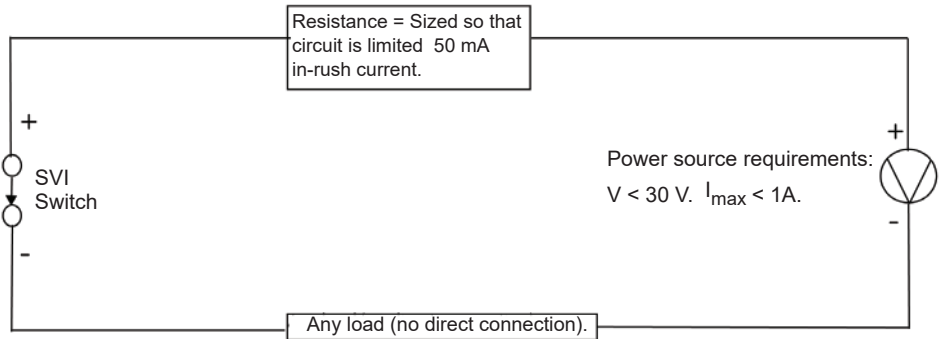 Resistance = Sized so that
circuit is limited  50 mA
in-rush current.
+
SVI
Switch
-
+
Power source requirements:
V < 30 V.  Imax < 1A.
-
Any load (no direct connection).